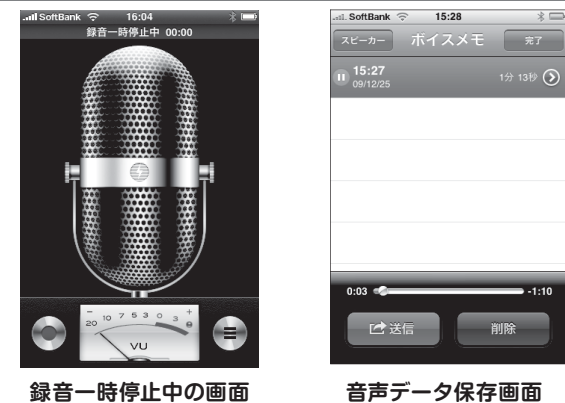 SoftBank 16:04
録音一時停止中 00:00
- +
20 10 7 5 3 0 3
VU
録音一時停止中の画面
SoftBank 15:28
スピーカー ボイスメモ 完了
15:27
09/12/25
1分 13秒
0:03 -1:10
送信 削除
音声データ保存画面